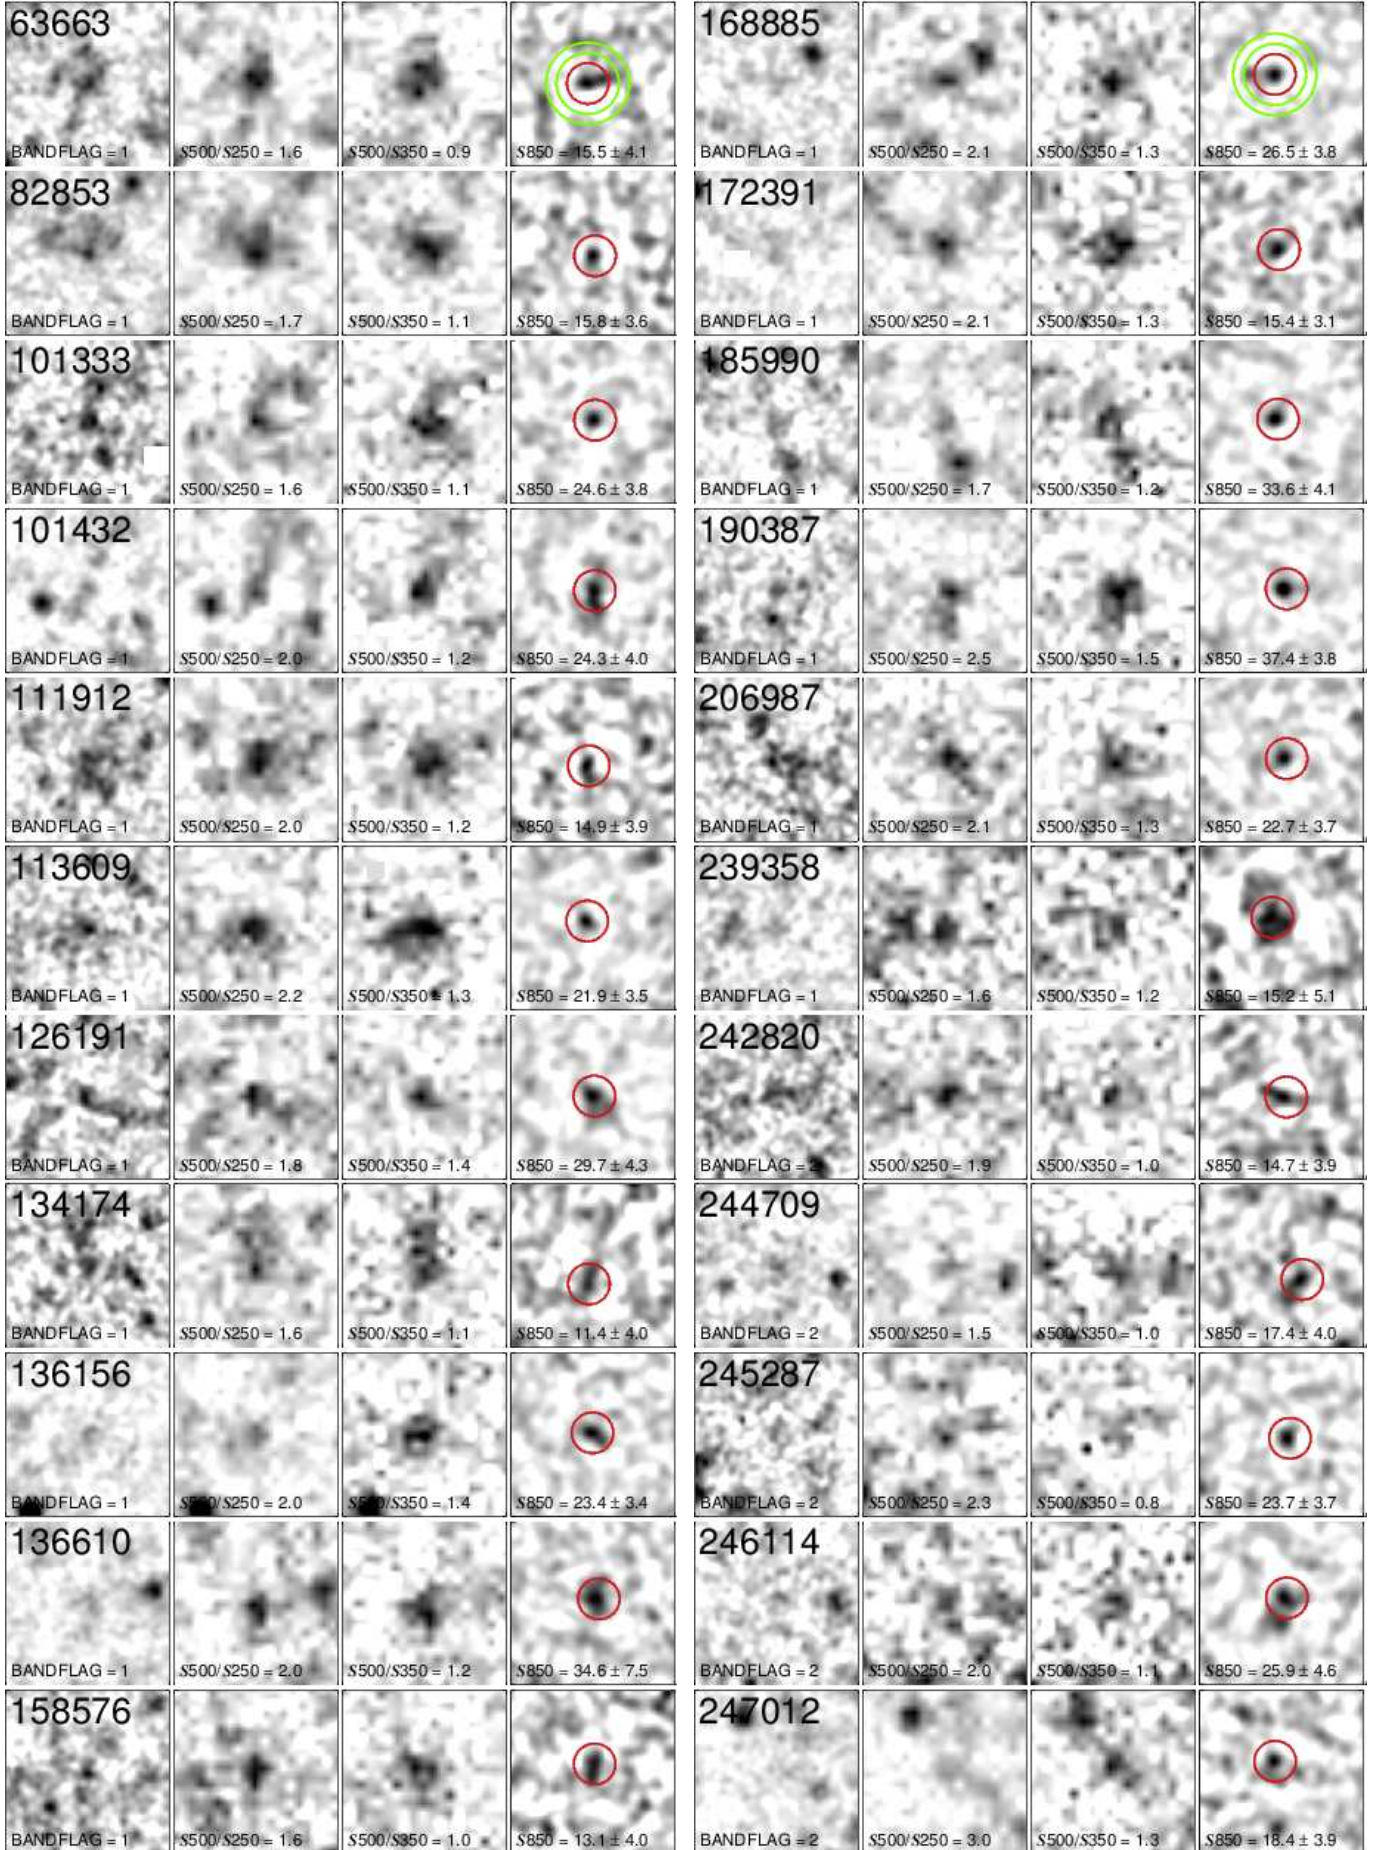 63663
BANDFLAG = 1 S500/S250 = 1.6 S500/S350 = 0.9 S850 = 15.5 ± 4.1
82853
BANDFLAG = 1 S500/S250 = 1.7 S500/S350 = 1.1 S850 = 15.8 ± 3.6
101333
BANDFLAG = 1 S500/S250 = 1.6 S500/S350 = 1.1 S850 = 24.6 ± 3.8
101432
BANDFLAG = 1 S500/S250 = 2.0 S500/S350 = 1.2 S850 = 24.3 ± 4.0
111912
BANDFLAG = 1 S500/S250 = 2.0 S500/S350 = 1.2 S850 = 14.9 ± 3.9
113609
BANDFLAG = 1 S500/S250 = 2.2 S500/S350 = 1.3 S850 = 21.9 ± 3.5
126191
BANDFLAG = 1 S500/S250 = 1.8 S500/S350 = 1.4 S850 = 29.7 ± 4.3
134174
BANDFLAG = 1 S500/S250 = 1.6 S500/S350 = 1.1 S850 = 11.4 ± 4.0
136156
BANDFLAG = 1 S500/S250 = 2.0 S500/S350 = 1.4 S850 = 23.4 ± 3.4
136610
BANDFLAG = 1 S500/S250 = 2.0 S500/S350 = 1.2 S850 = 34.6 ± 7.5
158576
BANDFLAG = 1 S500/S250 = 1.6 S500/S350 = 1.0 S850 = 13.1 ± 4.0
168885
BANDFLAG = 1 S500/S250 = 2.1 S500/S350 = 1.3 S850 = 26.5 ± 3.8
172391
BANDFLAG = 1 S500/S250 = 2.1 S500/S350 = 1.3 S850 = 15.4 ± 3.1
185990
BANDFLAG = 1 S500/S250 = 1.7 S500/S350 = 1.2 S850 = 33.6 ± 4.1
190387
BANDFLAG = 1 S500/S250 = 2.5 S500/S350 = 1.5 S850 = 37.4 ± 3.8
206987
BANDFLAG = 1 S500/S250 = 2.1 S500/S350 = 1.3 S850 = 22.7 ± 3.7
239358
BANDFLAG = 1 S500/S250 = 1.6 S500/S350 = 1.2 S850 = 15.2 ± 5.1
242820
BANDFLAG = 2 S500/S250 = 1.9 S500/S350 = 1.0 S850 = 14.7 ± 3.9
244709
BANDFLAG = 2 S500/S250 = 1.5 S500/S350 = 1.0 S850 = 17.4 ± 4.0
245287
BANDFLAG = 2 S500/S250 = 2.3 S500/S350 = 0.8 S850 = 23.7 ± 3.7
246114
BANDFLAG = 2 S500/S250 = 2.0 S500/S350 = 1.1 S850 = 25.9 ± 4.6
247012
BANDFLAG = 2 S500/S250 = 3.0 S500/S350 = 1.3 S850 = 18.4 ± 3.9